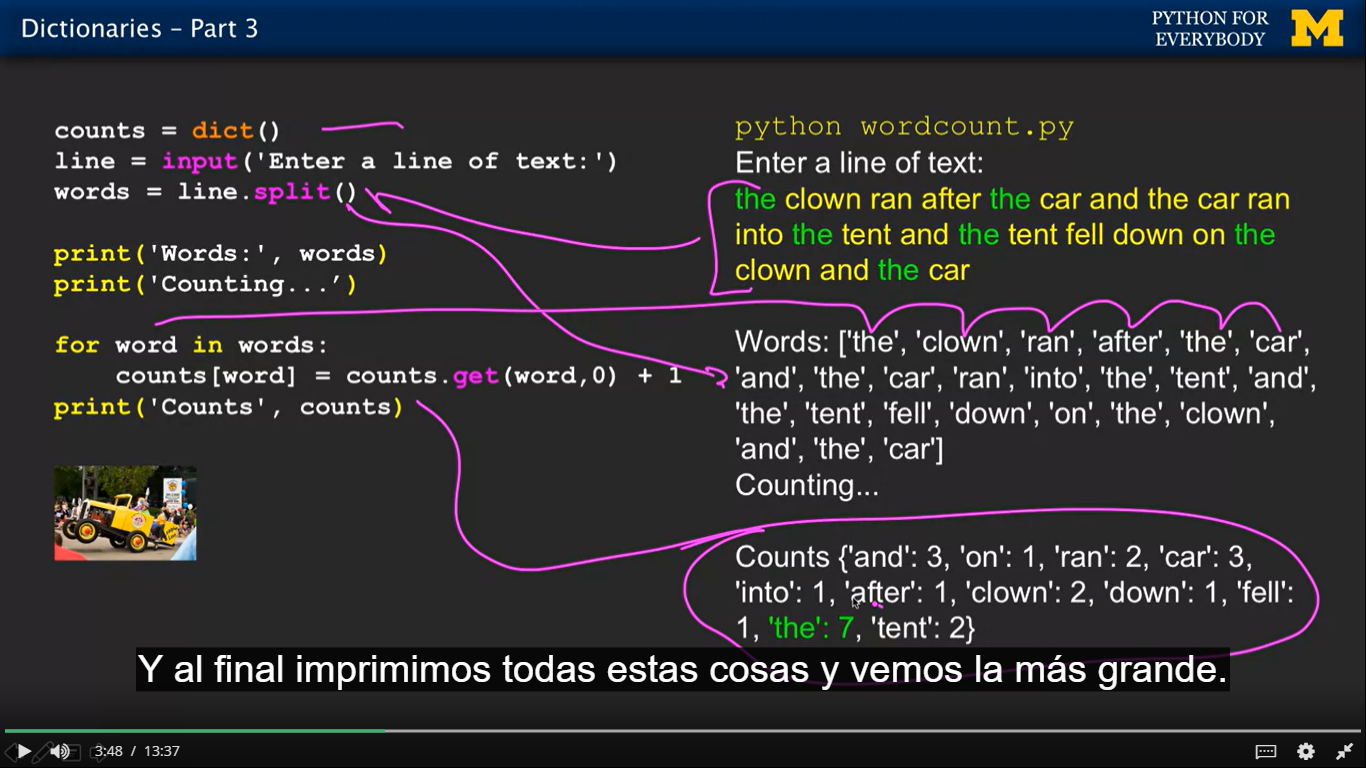 Dictionaries – Part 3
PYTHON FOR
EVERYBODY
counts = dict()
line = input('Enter a line of text:')
words = line.split()
print('Words:', words)
print('Counting...’)
for word in words:
counts[word] = counts.get(word,0) + 1
print('Counts', counts)
python wordcount.py
Enter a line of text:
the clown ran after the car and the car ran
into the tent and the tent fell down on the
clown and the car
Words: ['the', 'clown', 'ran', 'after', 'the', 'car',
'and', 'the', 'car', 'ran', 'into', 'the', 'tent', 'and',
'the', 'tent', 'fell', 'down', 'on', 'the', 'clown',
'and', 'the', 'car']
Counting...
Counts {'and': 3, 'on': 1, 'ran': 2, 'car': 3,
'into': 1, 'after': 1, 'clown': 2, 'down': 1, 'fell':
1, 'the': 7, 'tent': 2}
Y al final imprimimos todas estas cosas y vemos la más grande.
3:48 / 13:37